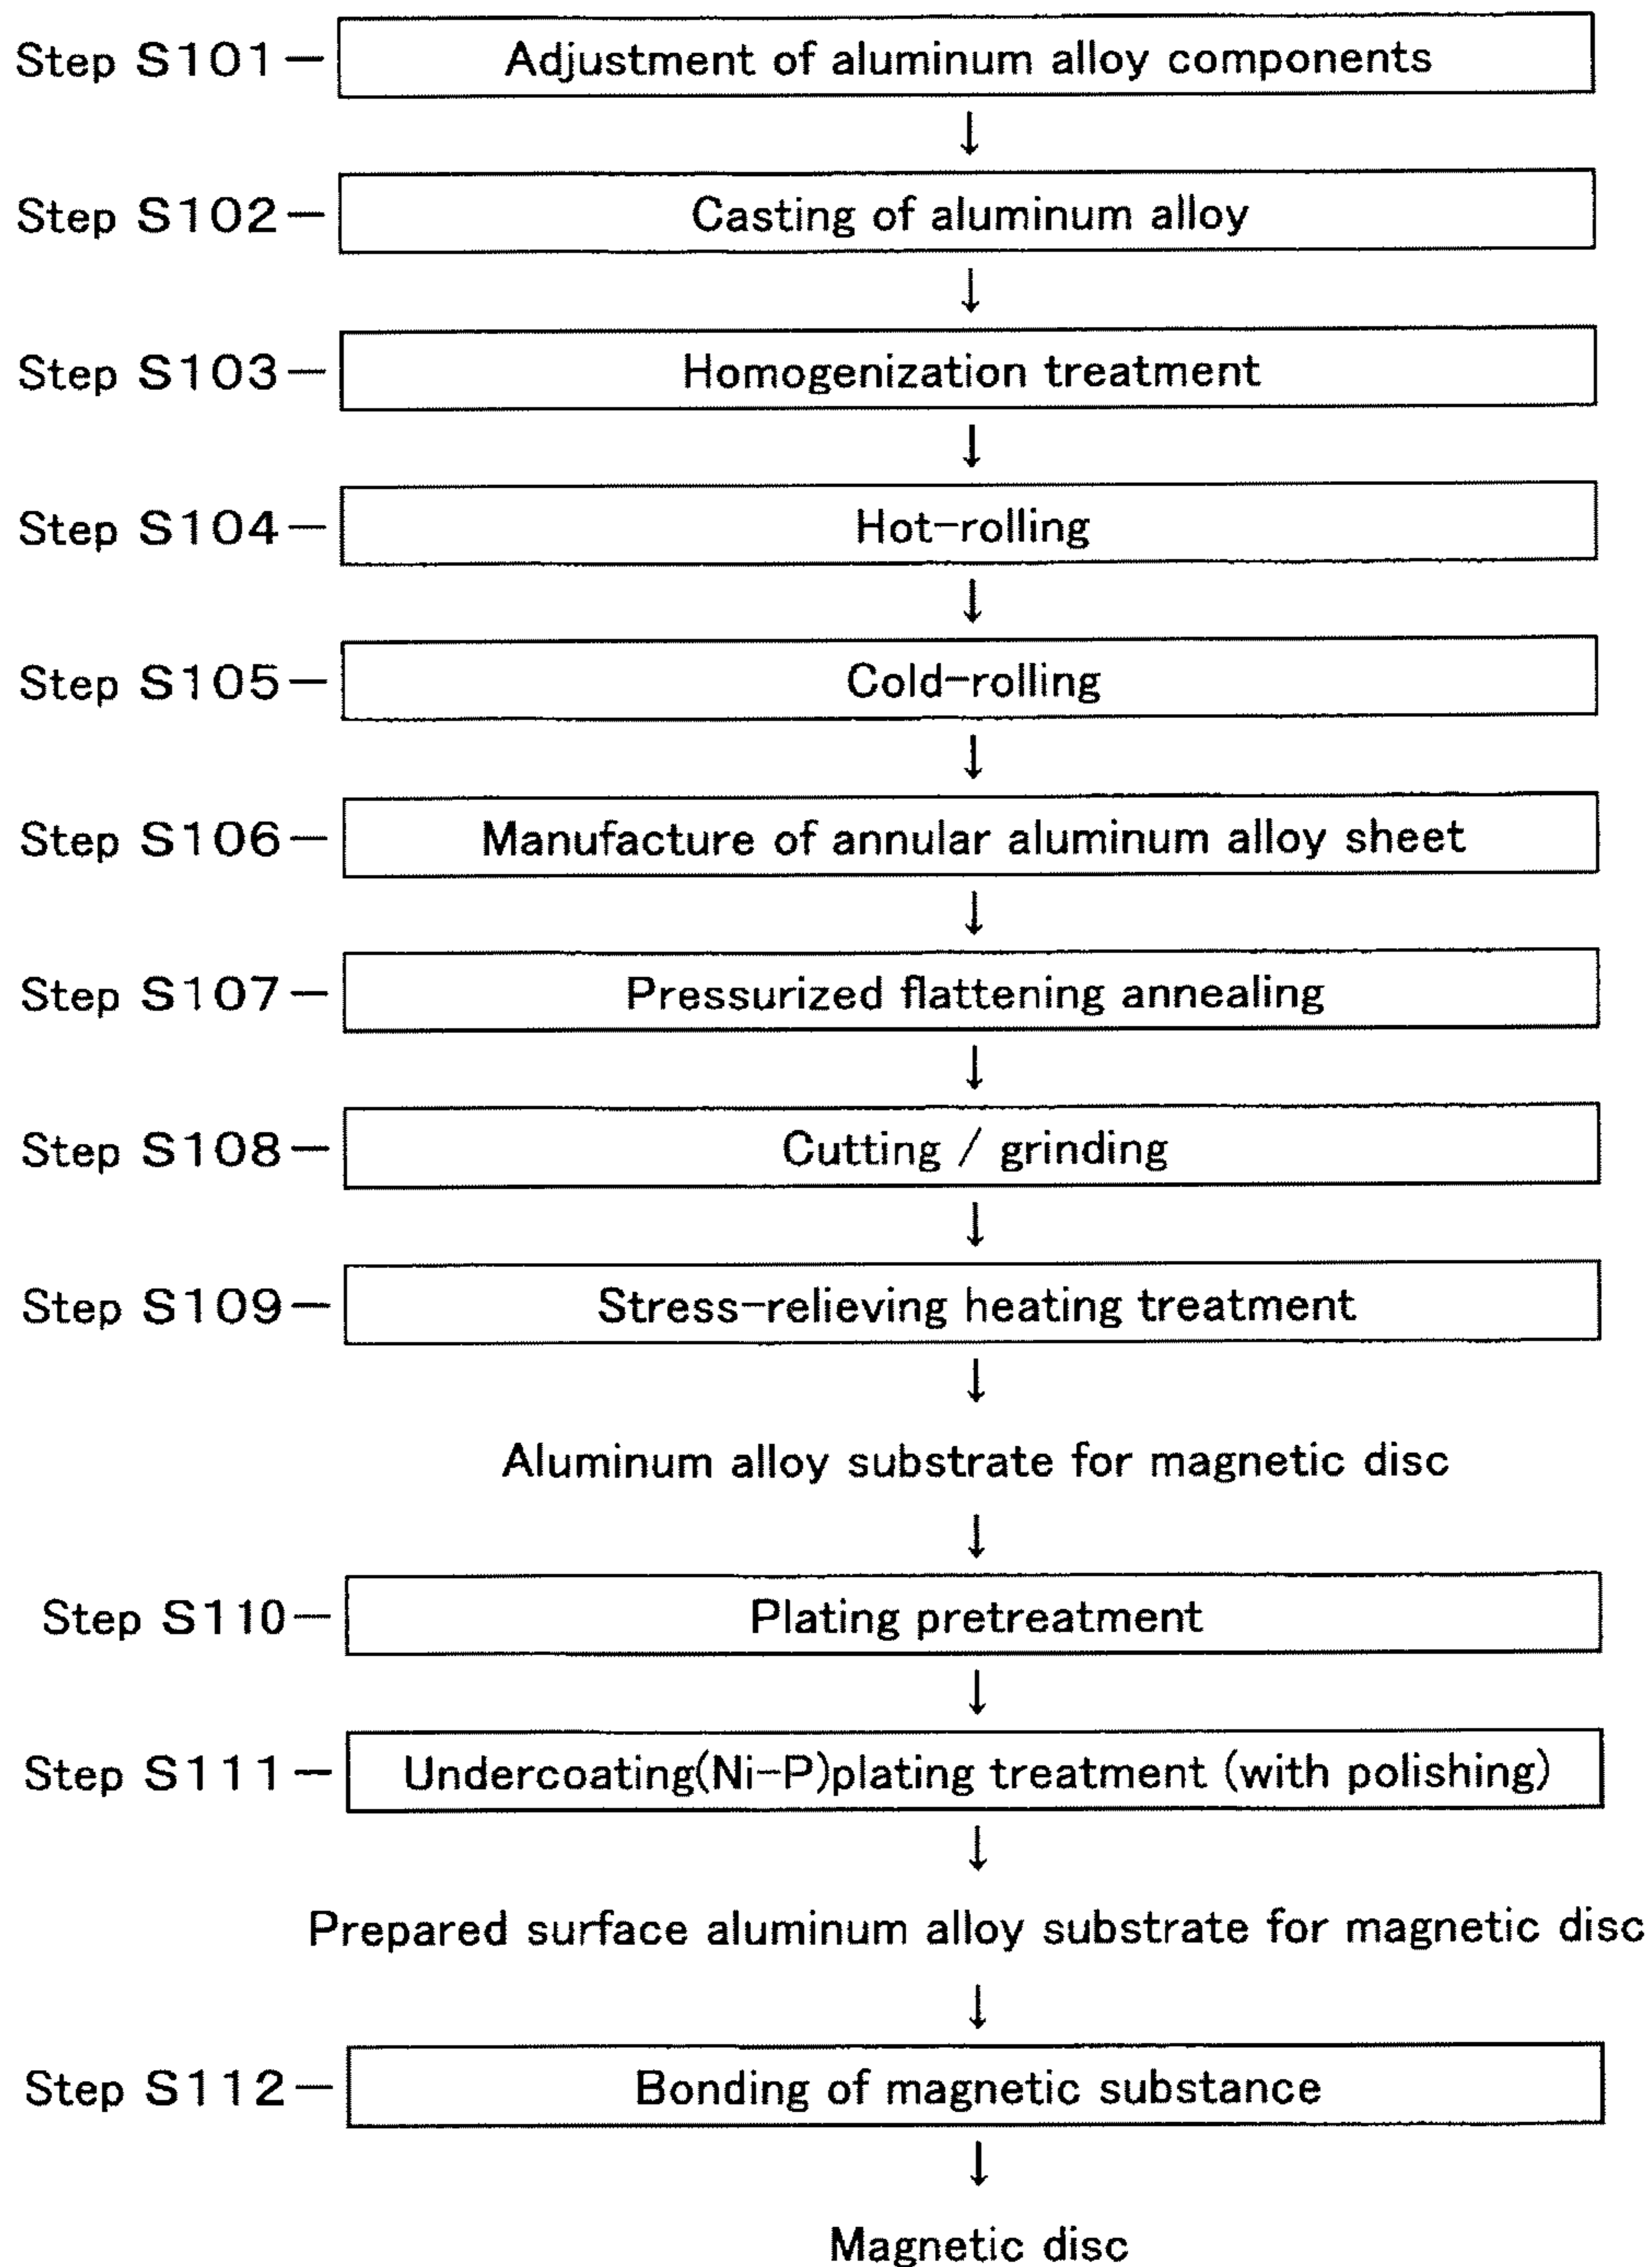 Step S101 Adjustment of aluminum alloy components
↓
Step S102 Casting of aluminum alloy
↓
Step S103 Homogenization treatment
↓
Step S104 Hot-rolling
↓
Step S105 Cold-rolling
↓
Step S106 Manufacture of annular aluminum alloy sheet
↓
Step S107 Pressurized flattening annealing
↓
Step S108 Cutting / grinding
↓
Step S109 Stress-relieving heating treatment
↓
Aluminum alloy substrate for magnetic disc
↓
Step S110 Plating pretreatment
↓
Step S111 Undercoating(Ni-P)plating treatment (with polishing)
↓
Prepared surface aluminum alloy substrate for magnetic disc
↓
Step S112 Bonding of magnetic substance
↓
Magnetic disc